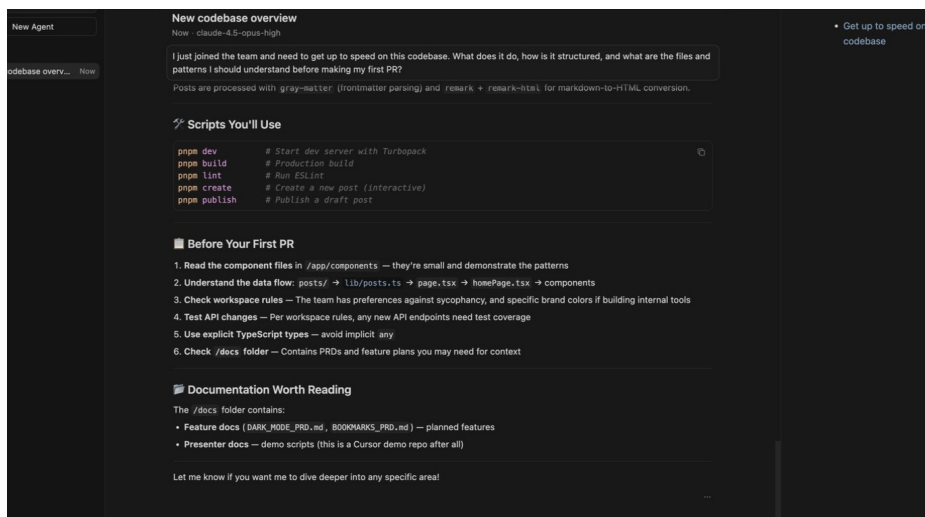 New codebase overview
Now · claude-4.5-opus-high
New Agent
Get up to speed on
codebase
I just joined the team and need to get up to speed on this codebase. What does it do, how is it structured, and what are the files and
patterns I should understand before making my first PR?
codebase overv... Now
Posts are processed with gray-matter (frontmatter parsing) and remark + remark-html for markdown-to-HTML conversion.
🛠 Scripts You'll Use
pnpm dev # Start dev server with Turbopack
pnpm build # Production build
pnpm lint # Run ESLint
pnpm create # Create a new post (interactive)
pnpm publish # Publish a draft post
📋 Before Your First PR
1. Read the component files in /app/components — they're small and demonstrate the patterns
2. Understand the data flow: posts/ → lib/posts.ts → page.tsx → homePage.tsx → components
3. Check workspace rules — The team has preferences against sycophancy, and specific brand colors if building internal tools
4. Test API changes — Per workspace rules, any new API endpoints need test coverage
5. Use explicit TypeScript types — avoid implicit any
6. Check /docs folder — Contains PRDs and feature plans you may need for context
📂 Documentation Worth Reading
The /docs folder contains:
• Feature docs (DARK_MODE_PRD.md, BOOKMARKS_PRD.md) — planned features
• Presenter docs — demo scripts (this is a Cursor demo repo after all)
Let me know if you want me to dive deeper into any specific area!